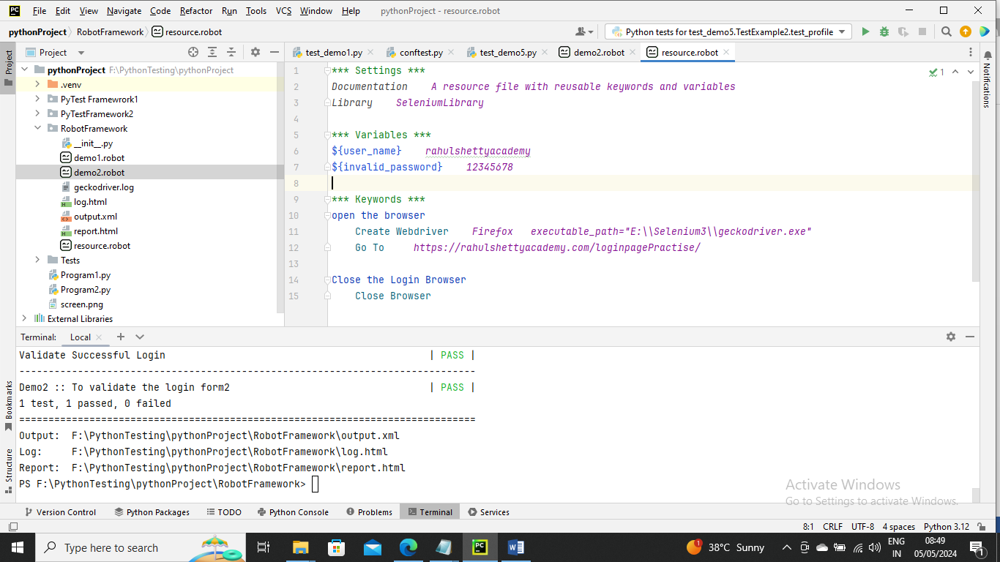 File Edit View Navigate Code Refactor Run Tools VCS Window Help pythonProject - resource.robot
pythonProject RobotFramework resource.robot Python tests for test_demo5.TestExample2.test_profile
Project test_demo1.py conftest.py test_demo5.py demo2.robot resource.robot
Project
Notifications
pythonProject F:\PythonTesting\pythonProject
.venv
PyTest Framewrork1
PyTestFramework2
RobotFramework
__init__.py
demo1.robot
demo2.robot
geckodriver.log
log.html
output.xml
report.html
resource.robot
Tests
Program1.py
Program2.py
screen.png
External Libraries
1 *** Settings *** 1
2 Documentation    A resource file with reusable keywords and variables
3 Library    SeleniumLibrary
4
5 *** Variables ***
6 ${user_name}    rahulshettyacademy
7 ${invalid_password}    12345678
8
9 *** Keywords ***
10 open the browser
11     Create Webdriver    Firefox   executable_path="E:\\Selenium3\\geckodriver.exe"
12     Go To     https://rahulshettyacademy.com/loginpagePractise/
13
14 Close the Login Browser
15     Close Browser
Terminal: Local
Validate Successful Login | PASS |
------------------------------------------------------------------------------
Demo2 :: To validate the login form2 | PASS |
1 test, 1 passed, 0 failed
==============================================================================
Output:  F:\PythonTesting\pythonProject\RobotFramework\output.xml
Log:     F:\PythonTesting\pythonProject\RobotFramework\log.html
Report:  F:\PythonTesting\pythonProject\RobotFramework\report.html
PS F:\PythonTesting\pythonProject\RobotFramework>
Bookmarks
Structure
Activate Windows
Go to Settings to activate Windows.
Version Control Python Packages TODO Python Console Problems Terminal Services
8:1 CRLF UTF-8 4 spaces Python 3.12
Type here to search 1 38°C Sunny ENG 08:49
IN 05/05/2024 1